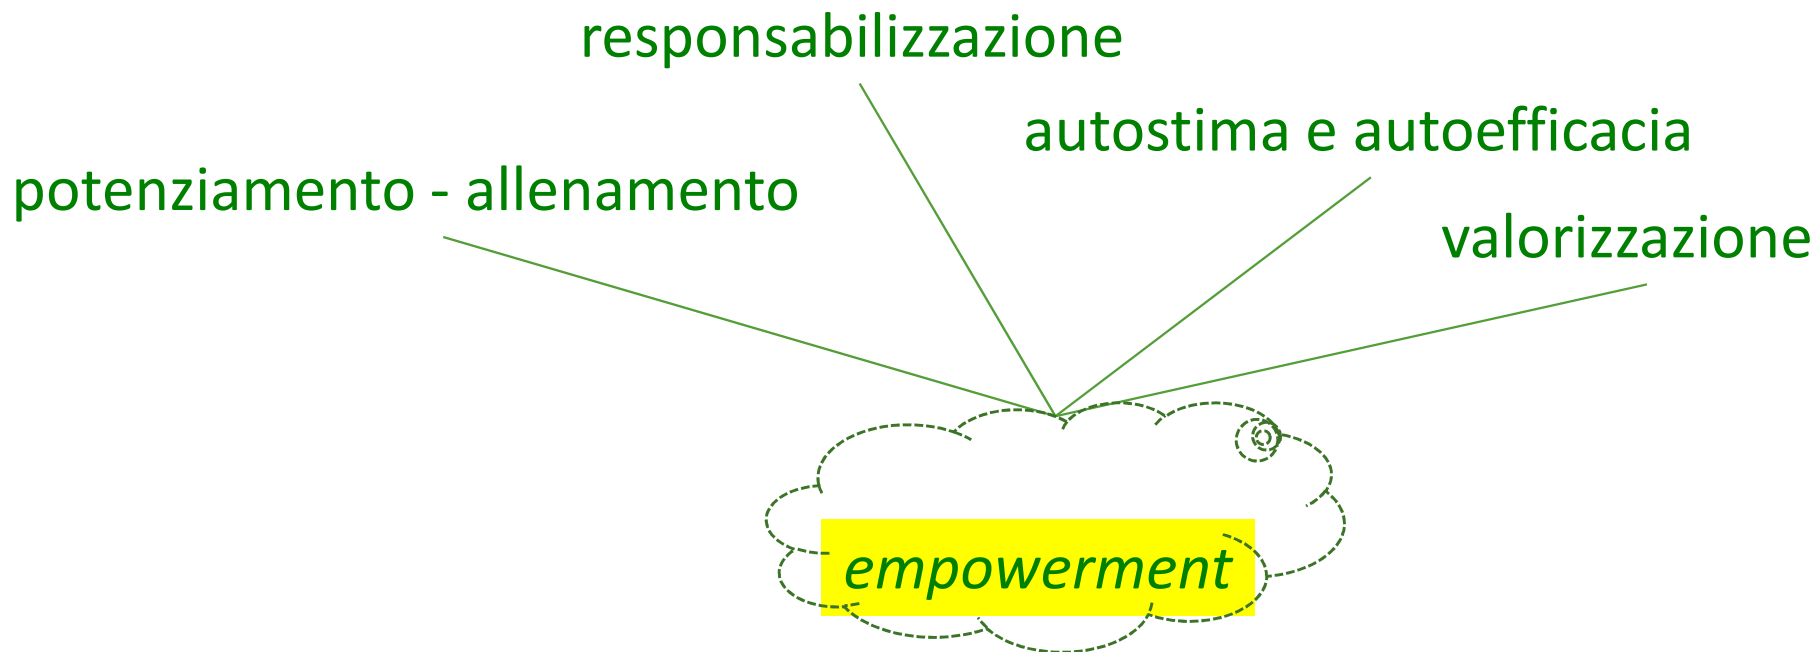 responsabilizzazione
autostima e autoefficacia
potenziamento - allenamento
valorizzazione
empowerment